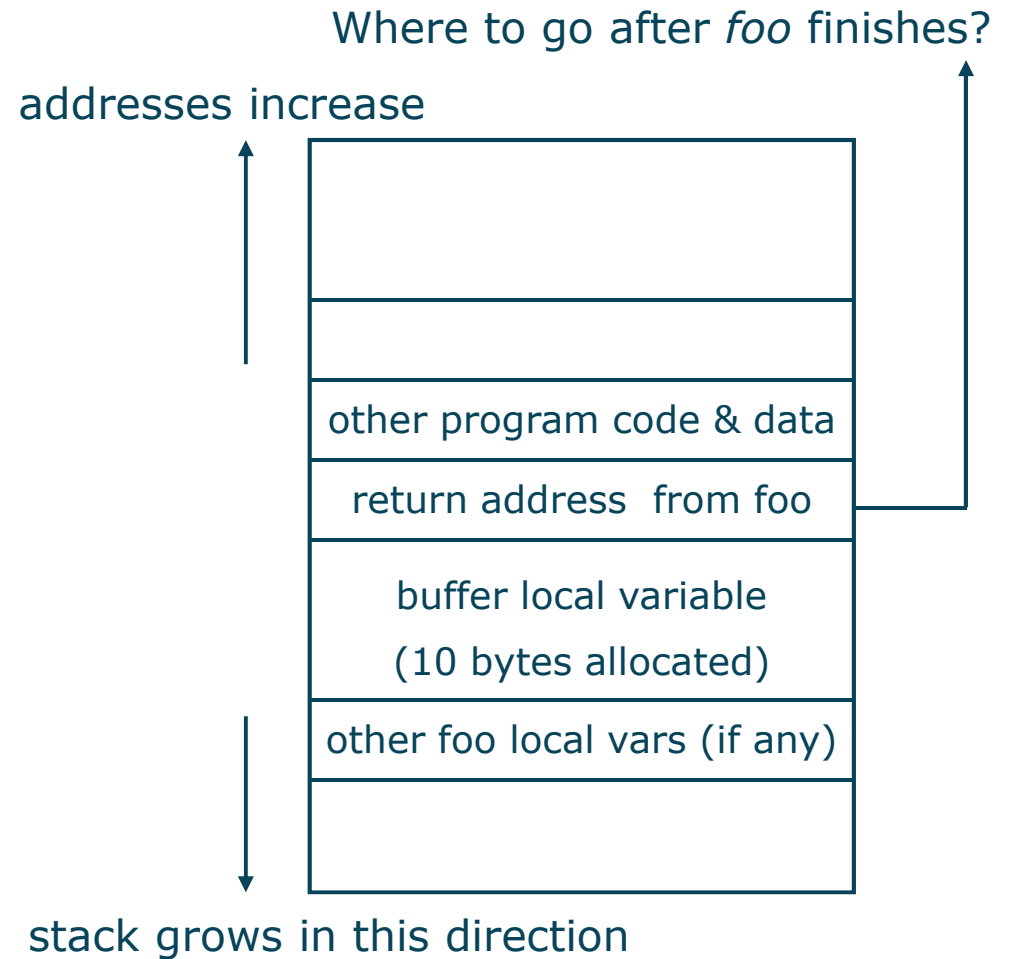 Where to go after foo finishes?
addresses increase
other program code & data
return address from foo
buffer local variable
(10 bytes allocated)
other foo local vars (if any)
stack grows in this direction